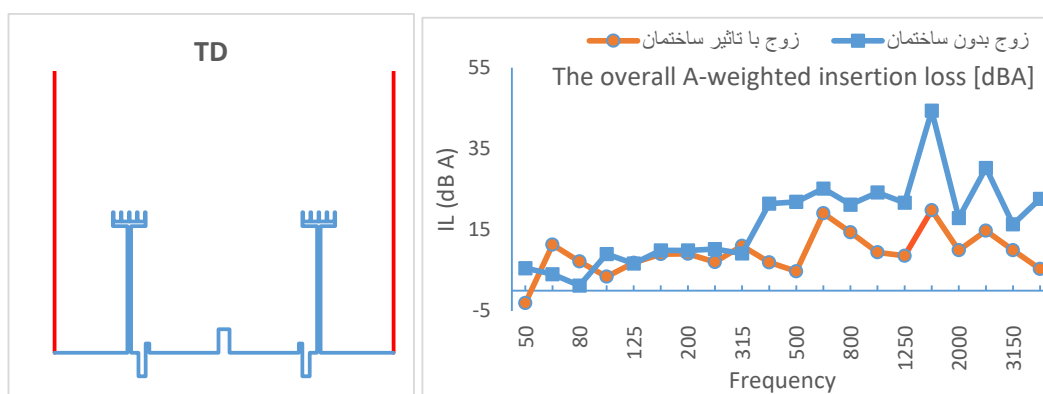 TD
زوج با تاثیر ساختمان
زوج بدون ساختمان
The overall A-weighted insertion loss [dBA]
IL (dB A)
55
35
15
-5
50
80
125
200
315
500
800
1250
2000
3150
Frequency